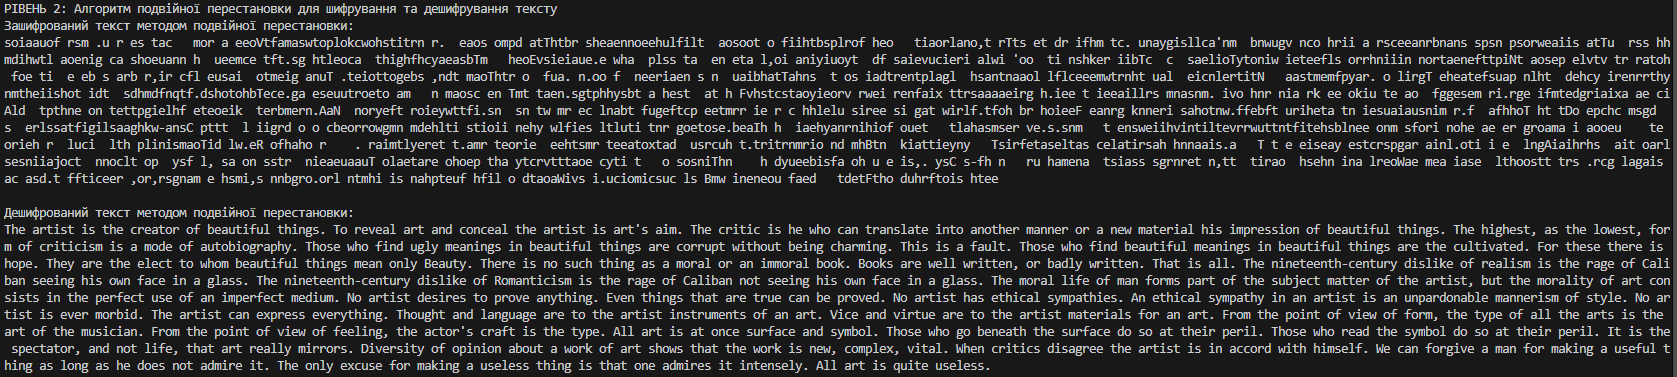 РІВЕНЬ 2: Алгоритм подвійної перестановки для шифрування та дешифрування тексту
Зашифрований текст методом подвійної перестановки:
soiaauof rsm .u r es tac   mor a eeoVtfamaswtoplokcwohstitrn r.  eaos ompd atThtbr sheaennoeehulfilt  aosoot o fiihtbsplrof heo   tiaorlano,t rTts et dr ifhm tc. unaygisllca'nm  bnwugv nco hrii a rsceeanrbnans spsn psorweaiis atTu  rss hh
mdihwtl aoenig ca shoeuann h ueemce tft.sg htleoca  thighfhcyaeasbTm   heoEvsieiaue.e wha  plss ta  en eta l,oi aniyiuoyt  df saievucieri alwi 'oo  ti nshker iibTc  c  saelioTytoniw ieteefls orrhniiin nortaenefttpiNt aosep elvtv tr ratoh
 foe ti  e eb s arb r,ir cfl eusai  otmeig anuT .teiottogebs ,ndt maoThtr o  fua. n.oo f  neeriaen s n  uaibhatTahns  t os iadtrentplagl  hsantnaaol lflceeemwtrnht ual  eicnlertitN   aastmemfpyar. o lirgT eheatefsuap nlht  dehcy irenrrthy
nmtheiishot idt  sdhmdfnqtf.dshotohbTece.ga eseuutroeto am   n maosc en Tmt taen.sgtphhysbt a hest  at h Fvhstcstaoyieorv rwei renfaix ttrsaaaaeirg h.iee t ieeaillrs mnasnm. ivo hnr nia rk ee okiu te ao  fggesem ri.rge ifmtedgriaixa ae ci
Ald  tpthne on tettpgielhf eteoeik  terbmern.AaN  noryeft roieywttfi.sn  sn tw mr ec lnabt fugeftcp eetmrr ie r c hhlelu siree si gat wirlf.tfoh br hoieeF eanrg knneri sahotnw.ffebft uriheta tn iesuaiausnim r.f  afhhoT ht tDo epchc msgd
s  erlssatfigilsaaghkw-ansC pttt  l iigrd o o cbeorrowgmn mdehlti stioii nehy wlfies ltluti tnr goetose.beaIh h  iaehyanrnihiof ouet   tlahasmser ve.s.snm   t ensweiihvintiltevrrwuttntfitehsblnee onm sfori nohe ae er groama i aooeu    te
orieh r  luci  lth plinismaoTid lw.eR ofhaho r    . raimtlyeret t.amr teorie  eehtsmr teeatoxtad  usrcuh t.tritrnmrio nd mhBtn  kiattieyny   Tsirfetaseltas celatirsah hnnaais.a   T t e eiseay estcrspgar ainl.oti i e  lngAiaihrhs  ait oarl
sesniiajoct  nnoclt op  ysf l, sa on sstr  nieaeuaauT olaetare ohoep tha ytcrvtttaoe cyti t   o sosniThn   h dyueebisfa oh u e is,. ysC s-fh n   ru hamena  tsiass sgrnret n,tt  tirao  hsehn ina lreoWae mea iase  lthoostt trs .rcg lagais
ac asd.t ffticeer ,or,rsgnam e hsmi,s nnbgro.orl ntmhi is nahpteuf hfil o dtaoaWivs i.uciomicsuc ls Bmw ineneou faed   tdetFtho duhrftois htee
Дешифрований текст методом подвійної перестановки:
The artist is the creator of beautiful things. To reveal art and conceal the artist is art's aim. The critic is he who can translate into another manner or a new material his impression of beautiful things. The highest, as the lowest, for
m of criticism is a mode of autobiography. Those who find ugly meanings in beautiful things are corrupt without being charming. This is a fault. Those who find beautiful meanings in beautiful things are the cultivated. For these there is
hope. They are the elect to whom beautiful things mean only Beauty. There is no such thing as a moral or an immoral book. Books are well written, or badly written. That is all. The nineteenth-century dislike of realism is the rage of Cali
ban seeing his own face in a glass. The nineteenth-century dislike of Romanticism is the rage of Caliban not seeing his own face in a glass. The moral life of man forms part of the subject matter of the artist, but the morality of art con
sists in the perfect use of an imperfect medium. No artist desires to prove anything. Even things that are true can be proved. No artist has ethical sympathies. An ethical sympathy in an artist is an unpardonable mannerism of style. No ar
tist is ever morbid. The artist can express everything. Thought and language are to the artist instruments of an art. Vice and virtue are to the artist materials for an art. From the point of view of form, the type of all the arts is the
art of the musician. From the point of view of feeling, the actor's craft is the type. All art is at once surface and symbol. Those who go beneath the surface do so at their peril. Those who read the symbol do so at their peril. It is the
 spectator, and not life, that art really mirrors. Diversity of opinion about a work of art shows that the work is new, complex, vital. When critics disagree the artist is in accord with himself. We can forgive a man for making a useful t
hing as long as he does not admire it. The only excuse for making a useless thing is that one admires it intensely. All art is quite useless.